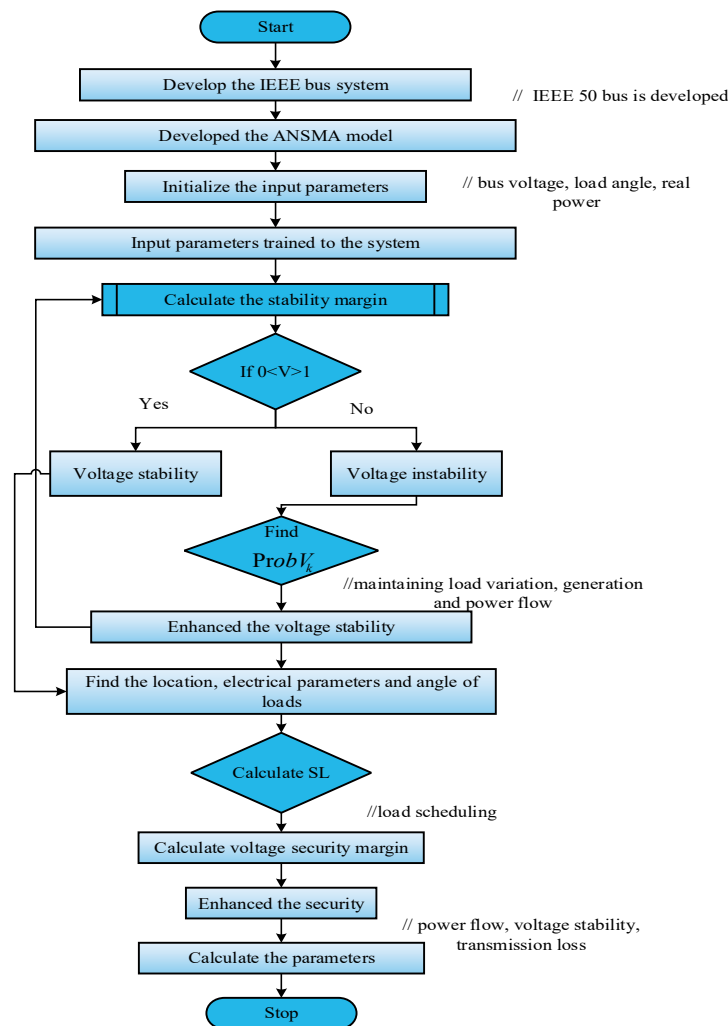 Start
Develop the IEEE bus system
// IEEE 50 bus is developed
Developed the ANSMA model
Initialize the input parameters
// bus voltage, load angle, real
power
Input parameters trained to the system
Calculate the stability margin
If 0<V>1
Yes
No
Voltage stability
Voltage instability
Find
ProbV_k
//maintaining load variation, generation
and power flow
Enhanced the voltage stability
Find the location, electrical parameters and angle of
loads
Calculate SL
//load scheduling
Calculate voltage security margin
Enhanced the security
// power flow, voltage stability,
transmission loss
Calculate the parameters
Stop